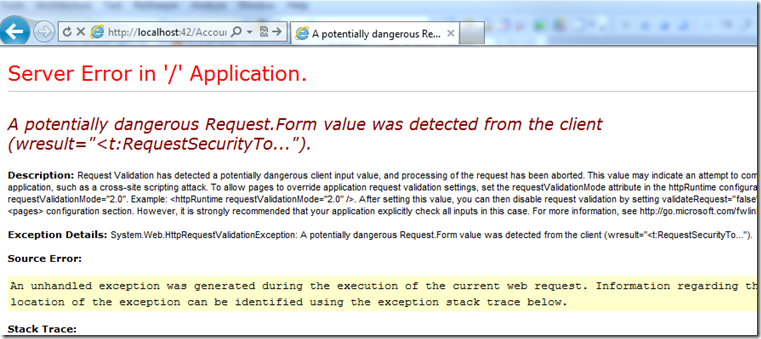 http://localhost:42/Accour
A potentially dangerous Re...
Server Error in '/' Application.
A potentially dangerous Request.Form value was detected from the client
(wresult="<t:RequestSecurityTo...").
Description: Request Validation has detected a potentially dangerous client input value, and processing of the request has been aborted. This value may indicate an attempt to com
application, such as a cross-site scripting attack. To allow pages to override application request validation settings, set the requestValidationMode attribute in the httpRuntime configura
requestValidationMode="2.0". Example: <httpRuntime requestValidationMode="2.0" />. After setting this value, you can then disable request validation by setting validateRequest="false"
<pages> configuration section. However, it is strongly recommended that your application explicitly check all inputs in this case. For more information, see http://go.microsoft.com/fwlin
Exception Details: System.Web.HttpRequestValidationException: A potentially dangerous Request.Form value was detected from the client (wresult="<t:RequestSecurityTo...").
Source Error:
An unhandled exception was generated during the execution of the current web request. Information regarding th
location of the exception can be identified using the exception stack trace below.
Stack Trace: